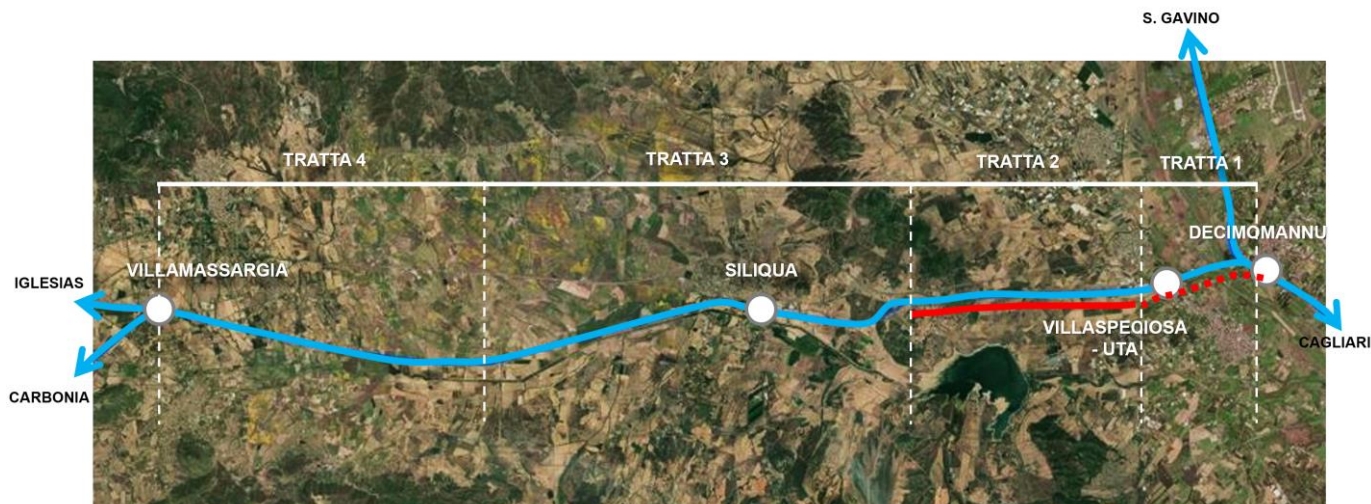 S. GAVINO
TRATTA 4
TRATTA 3
TRATTA 2
TRATTA 1
DECIMOMANNU
VILLAMASSARGIA
SILIQUA
IGLESIAS
VILLASPECIOSA
- UTA
CAGLIARI
CARBONIA